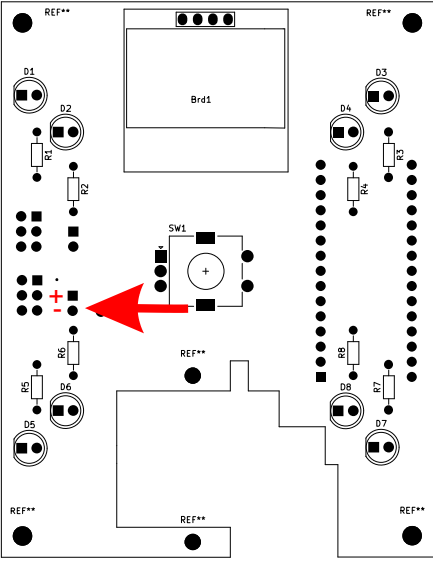 REF**
REF**
Brd1
D1
D3
D2
D4
R1
R3
R2
R4
SW1
+
-
R6
R8
REF**
R5
R7
D6
D8
D5
D7
REF**
REF**
REF**